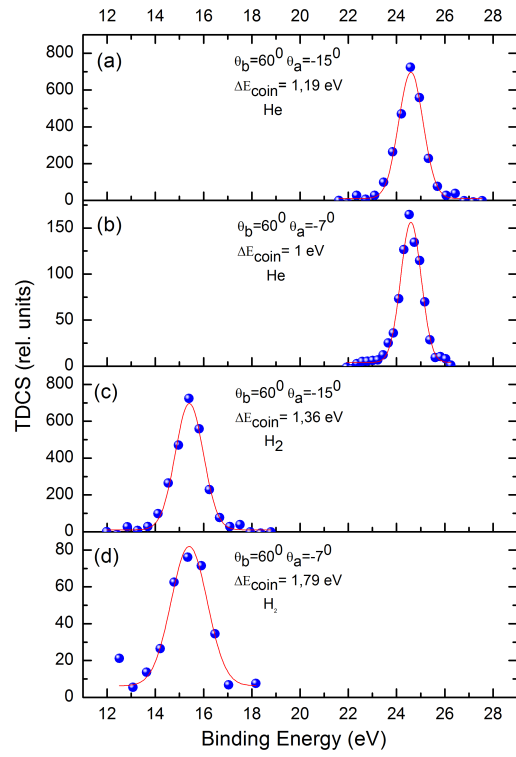 12 14 16 18 20 22 24 26 28
800
600
400
200
0
(a)
θb=60⁰ θa=-15⁰
ΔEcoin= 1,19 eV
He
150
100
50
0
(b)
θb=60⁰ θa=-7⁰
ΔEcoin= 1 eV
He
TDCS (rel. units)
800
600
400
200
0
(c)
θb=60⁰ θa=-15⁰
ΔEcoin= 1,36 eV
H2
80
60
40
20
0
(d)
θb=60⁰ θa=-7⁰
ΔEcoin= 1,79 eV
H₂
12 14 16 18 20 22 24 26 28
Binding Energy (eV)